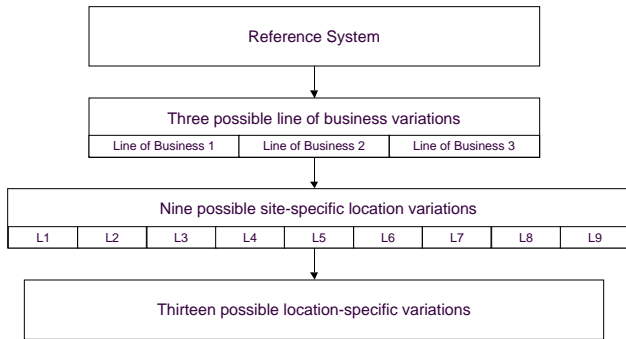 Reference System
Three possible line of business variations
Line of Business 1 Line of Business 2 Line of Business 3
Nine possible site-specific location variations
L1 L2 L3 L4 L5 L6 L7 L8 L9
Thirteen possible location-specific variations